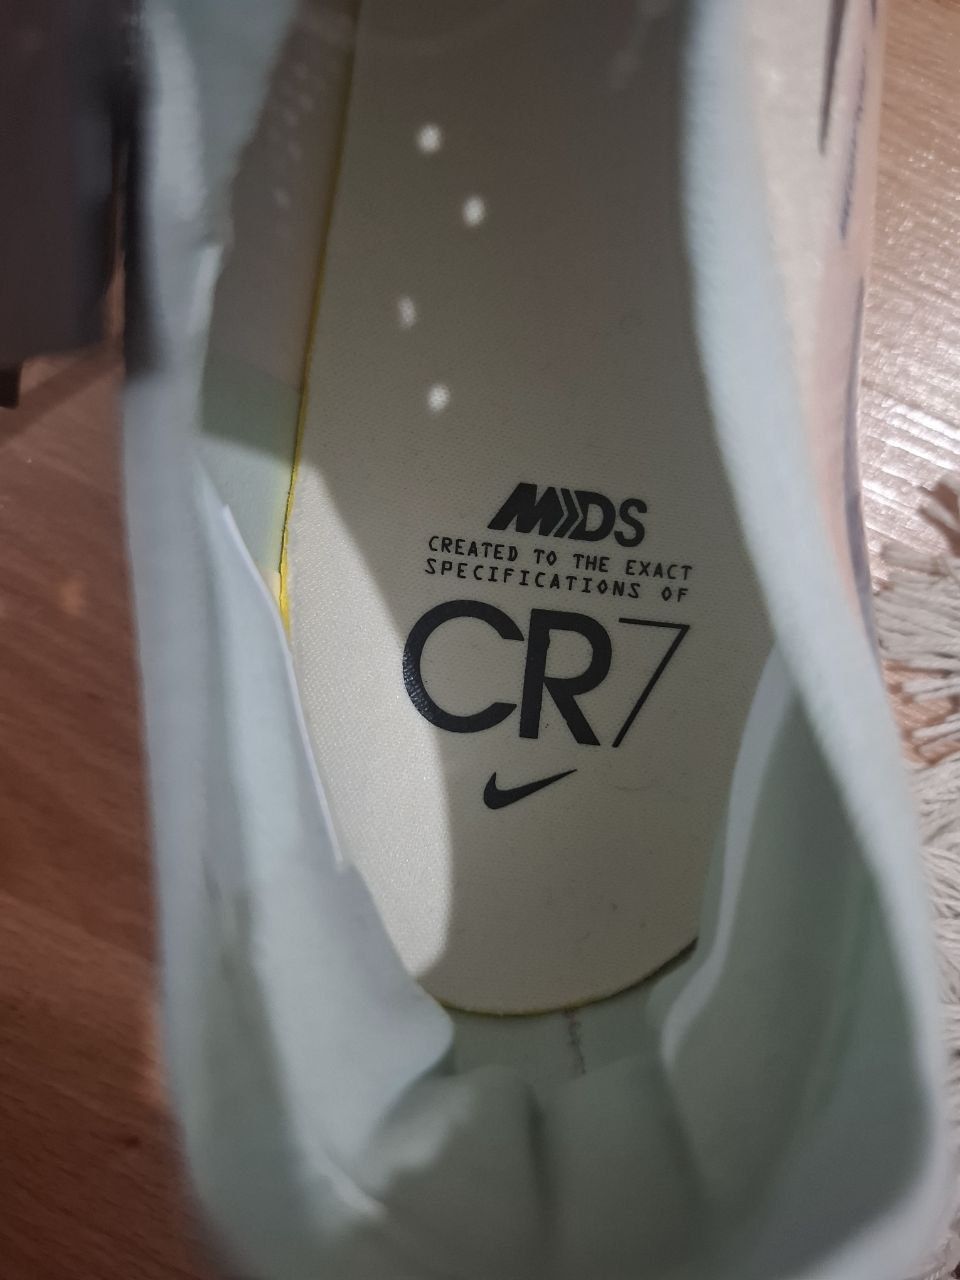 MDS
CREATED TO THE EXACT
SPECIFICATIONS OF
CR7